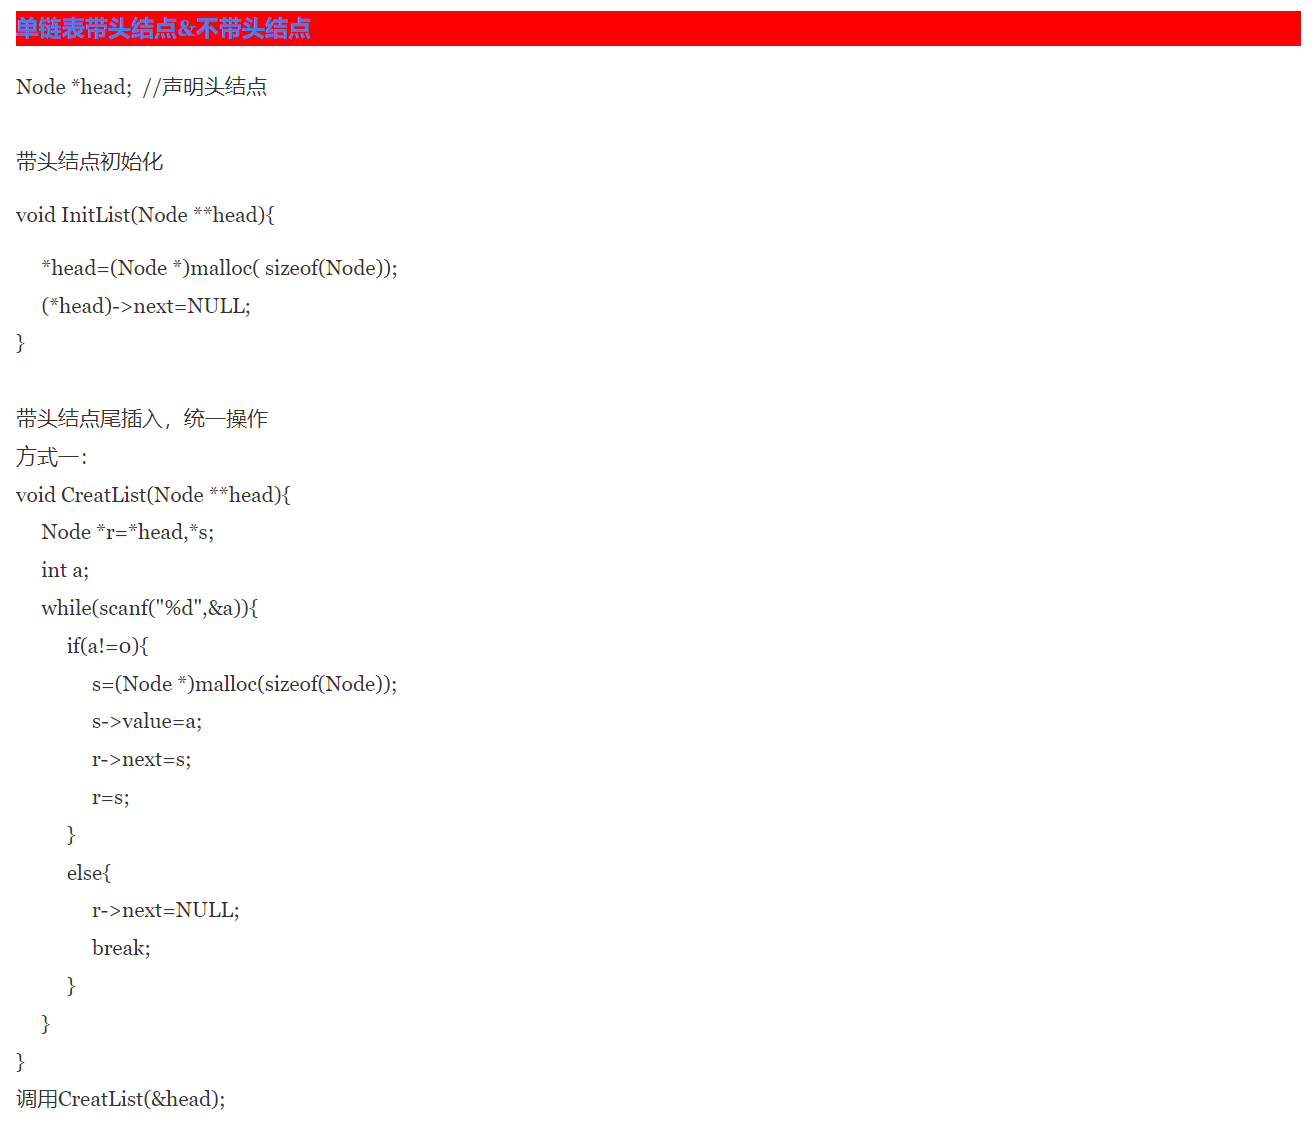 单链表带头结点&不带头结点
Node *head;  //声明头结点
带头结点初始化
void InitList(Node **head){
*head=(Node *)malloc( sizeof(Node));
(*head)->next=NULL;
}
带头结点尾插入，统一操作
方式一：
void CreatList(Node **head){
Node *r=*head,*s;
int a;
while(scanf("%d",&a)){
if(a!=0){
s=(Node *)malloc(sizeof(Node));
s->value=a;
r->next=s;
r=s;
}
else{
r->next=NULL;
break;
}
}
}
调用CreatList(&head);